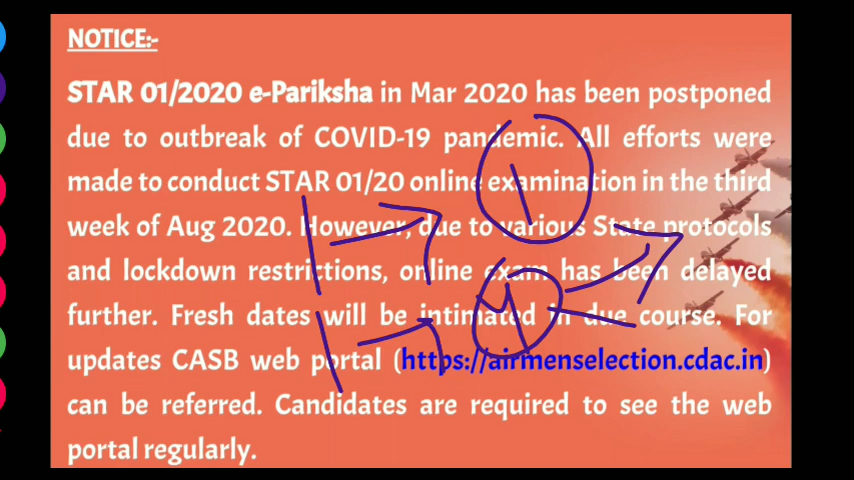 NOTICE:-
STAR 01/2020 e-Pariksha in Mar 2020 has been postponed
due to outbreak of COVID-19 pandemic. All efforts were
made to conduct STAR 01/20 online examination in the third
week of Aug 2020. However, due to various State protocols
and lockdown restrictions, online exam has been delayed
further. Fresh dates will be intimated in due course. For
updates CASB web portal (https://airmenselection.cdac.in)
can be referred. Candidates are required to see the web
portal regularly.